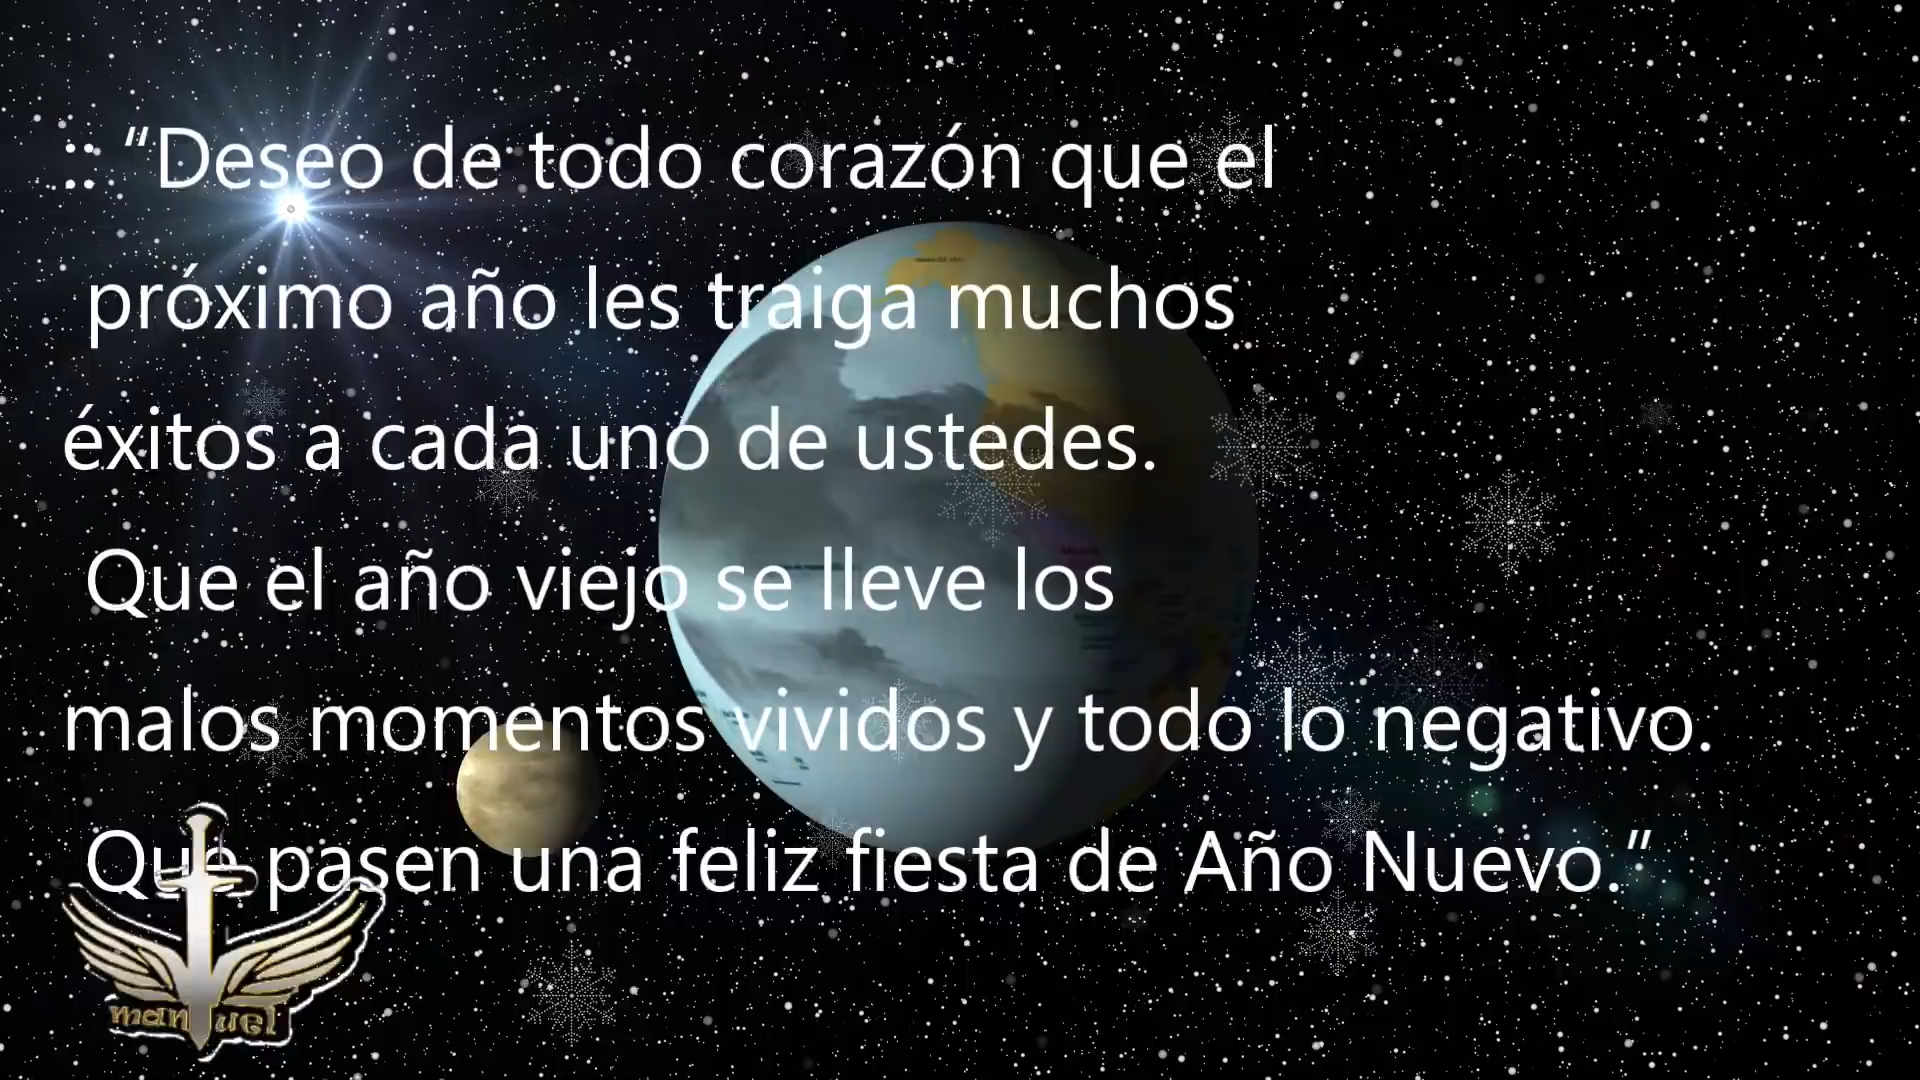 :: “Deseo de todo corazón que el
próximo año les traiga muchos
éxitos a cada uno de ustedes.
Que el año viejo se lleve los
malos momentos vividos y todo lo negativo.
Que pasen una feliz fiesta de Año Nuevo.”
manuel